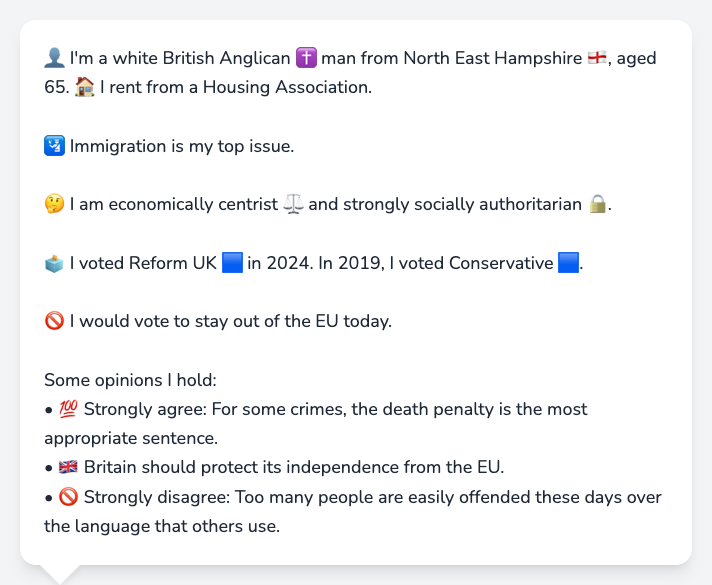 👤 I'm a white British Anglican ✝️ man from North East Hampshire 🏴󠁧󠁢󠁥󠁮󠁧󠁿, aged
65. 🏠 I rent from a Housing Association.
🛂 Immigration is my top issue.
🤔 I am economically centrist ⚖️ and strongly socially authoritarian 🔒.
🗳️ I voted Reform UK 🟦 in 2024. In 2019, I voted Conservative 🟦.
🚫 I would vote to stay out of the EU today.
Some opinions I hold:
• 💯 Strongly agree: For some crimes, the death penalty is the most
appropriate sentence.
• 🇬🇧 Britain should protect its independence from the EU.
• 🚫 Strongly disagree: Too many people are easily offended these days over
the language that others use.